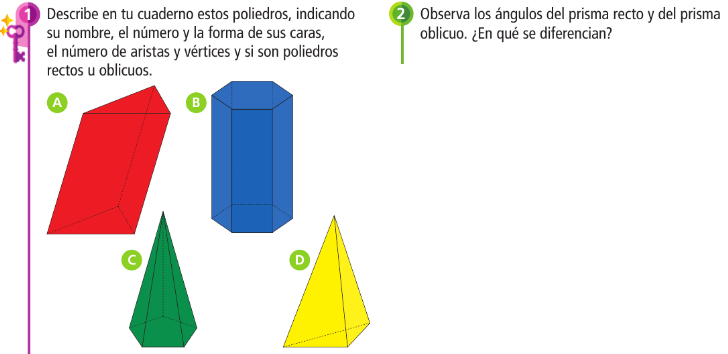 1 Describe en tu cuaderno estos poliedros, indicando
su nombre, el número y la forma de sus caras,
el número de aristas y vértices y si son poliedros
rectos u oblicuos.
A
B
C
D
2 Observa los ángulos del prisma recto y del prisma
oblicuo. ¿En qué se diferencian?